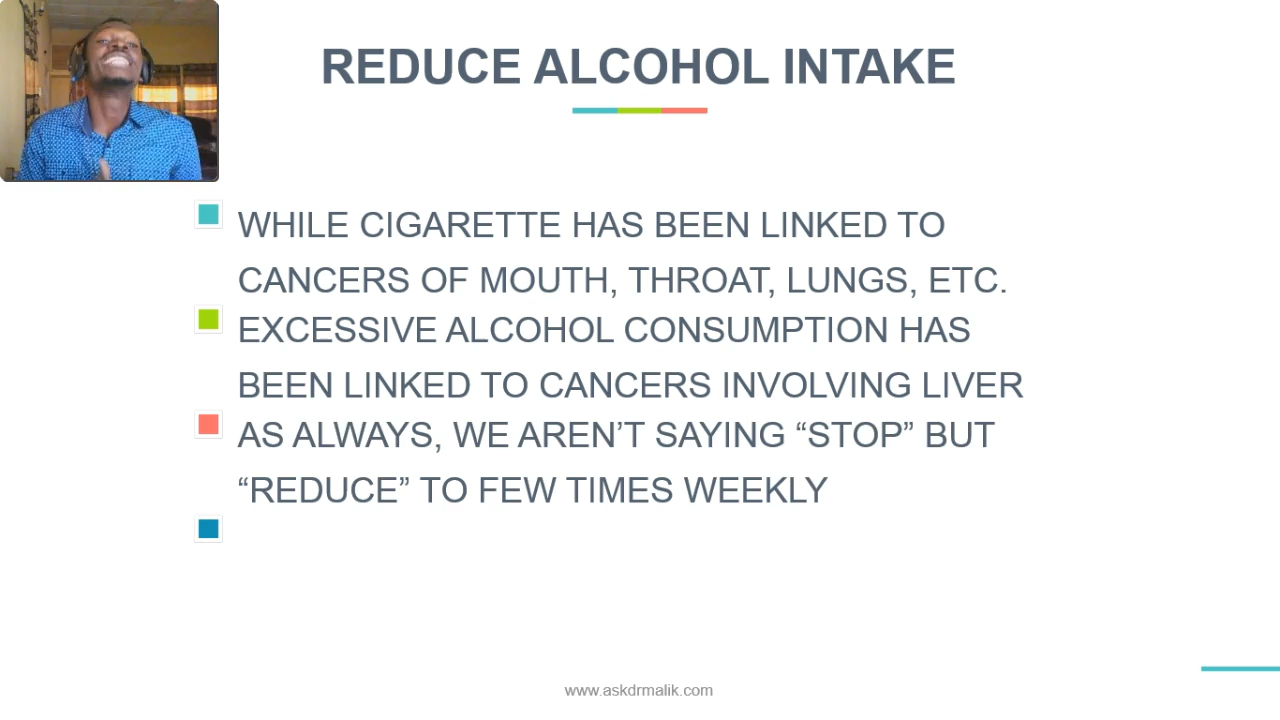 REDUCE ALCOHOL INTAKE
WHILE CIGARETTE HAS BEEN LINKED TO
CANCERS OF MOUTH, THROAT, LUNGS, ETC.
EXCESSIVE ALCOHOL CONSUMPTION HAS
BEEN LINKED TO CANCERS INVOLVING LIVER
AS ALWAYS, WE AREN’T SAYING “STOP” BUT
“REDUCE” TO FEW TIMES WEEKLY
www.askdrmalik.com